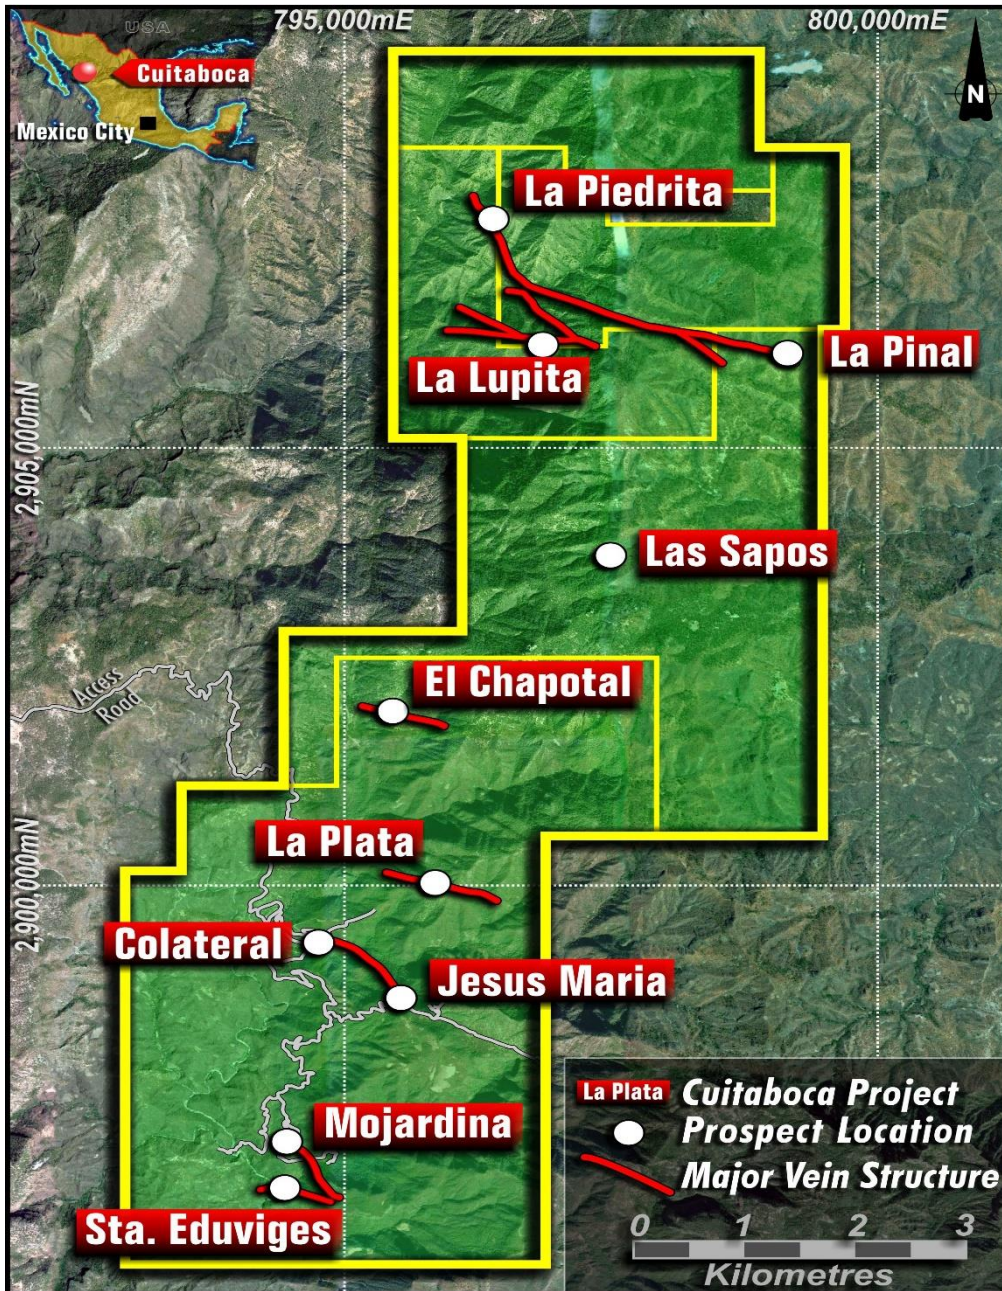 795,000mE
800,000mE
USA
Cuitaboca
Mexico City
N
La Piedrita
La Pinal
La Lupita
2,905,000mN
Las Sapos
El Chapotal
Access
Road
La Plata
2,900,000mN
Colateral
Jesus Maria
Mojardina
Sta. Eduviges
La Plata Cuitaboca Project
Prospect Location
Major Vein Structure
0 1 2 3
Kilometres